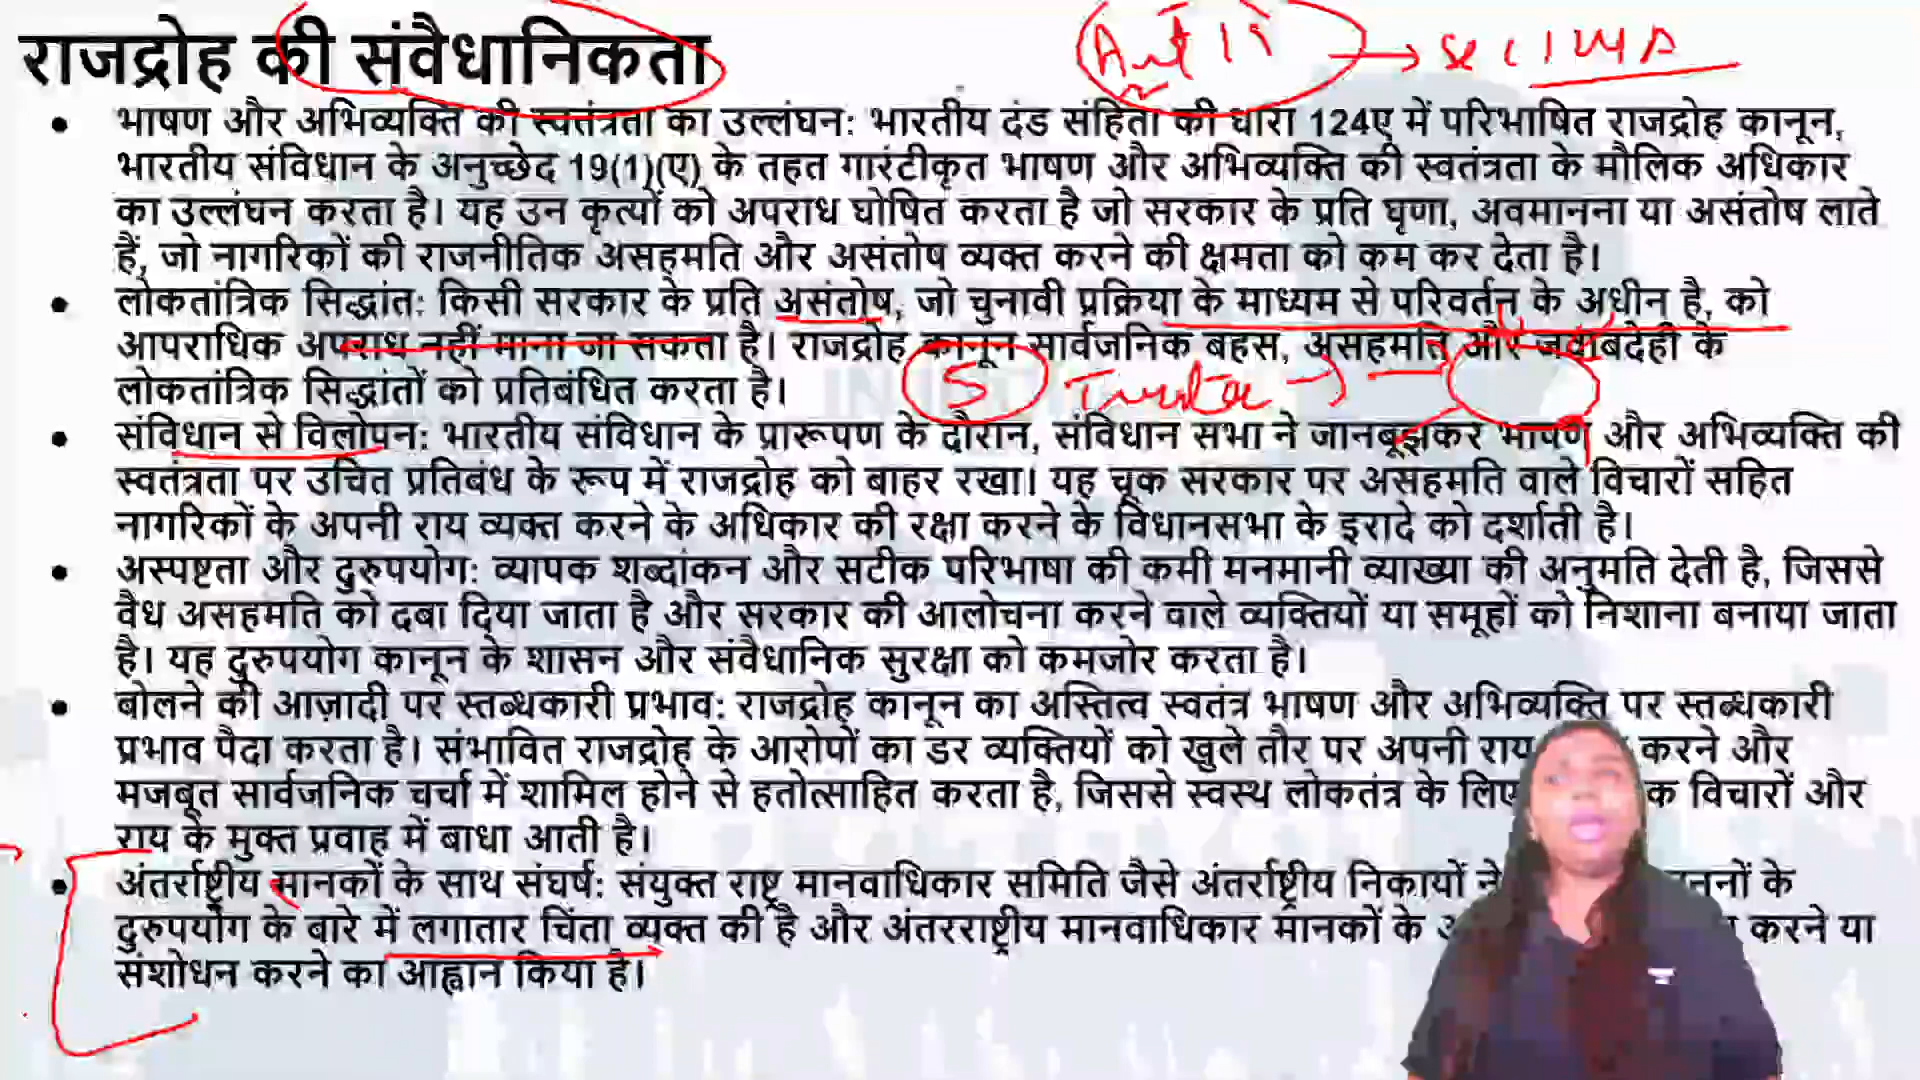 राजद्रोह की संवैधानिकता
Art 19 → Sec 124A
• भाषण और अभिव्यक्ति की स्वतंत्रता का उल्लंघन: भारतीय दंड संहिता की धारा 124ए में परिभाषित राजद्रोह कानून,
भारतीय संविधान के अनुच्छेद 19(1)(ए) के तहत गारंटीकृत भाषण और अभिव्यक्ति की स्वतंत्रता के मौलिक अधिकार
का उल्लंघन करता है। यह उन कृत्यों को अपराध घोषित करता है जो सरकार के प्रति घृणा, अवमानना या असंतोष लाते
हैं, जो नागरिकों की राजनीतिक असहमति और असंतोष व्यक्त करने की क्षमता को कम कर देता है।
• लोकतांत्रिक सिद्धांत: किसी सरकार के प्रति असंतोष, जो चुनावी प्रक्रिया के माध्यम से परिवर्तन के अधीन है, को
आपराधिक अपराध नहीं माना जा सकता है। राजद्रोह कानून सार्वजनिक बहस, असहमति और जवाबदेही के
लोकतांत्रिक सिद्धांतों को प्रतिबंधित करता है।
5
• संविधान से विलोपन: भारतीय संविधान के प्रारूपण के दौरान, संविधान सभा ने जानबूझकर भाषण और अभिव्यक्ति की
स्वतंत्रता पर उचित प्रतिबंध के रूप में राजद्रोह को बाहर रखा। यह चूक सरकार पर असहमति वाले विचारों सहित
नागरिकों के अपनी राय व्यक्त करने के अधिकार की रक्षा करने के विधानसभा के इरादे को दर्शाती है।
• अस्पष्टता और दुरुपयोग: व्यापक शब्दांकन और सटीक परिभाषा की कमी मनमानी व्याख्या की अनुमति देती है, जिससे
वैध असहमति को दबा दिया जाता है और सरकार की आलोचना करने वाले व्यक्तियों या समूहों को निशाना बनाया जाता
है। यह दुरुपयोग कानून के शासन और संवैधानिक सुरक्षा को कमजोर करता है।
• बोलने की आज़ादी पर स्तब्धकारी प्रभाव: राजद्रोह कानून का अस्तित्व स्वतंत्र भाषण और अभिव्यक्ति पर स्तब्धकारी
प्रभाव पैदा करता है। संभावित राजद्रोह के आरोपों का डर व्यक्तियों को खुले तौर पर अपनी राय करने और
मजबूत सार्वजनिक चर्चा में शामिल होने से हतोत्साहित करता है, जिससे स्वस्थ लोकतंत्र के लिए विचारों और
राय के मुक्त प्रवाह में बाधा आती है।
• अंतर्राष्ट्रीय मानकों के साथ संघर्ष: संयुक्त राष्ट्र मानवाधिकार समिति जैसे अंतर्राष्ट्रीय निकायों ने के
दुरुपयोग के बारे में लगातार चिंता व्यक्त की है और अंतरराष्ट्रीय मानवाधिकार मानकों के करने या
संशोधन करने का आह्वान किया है।